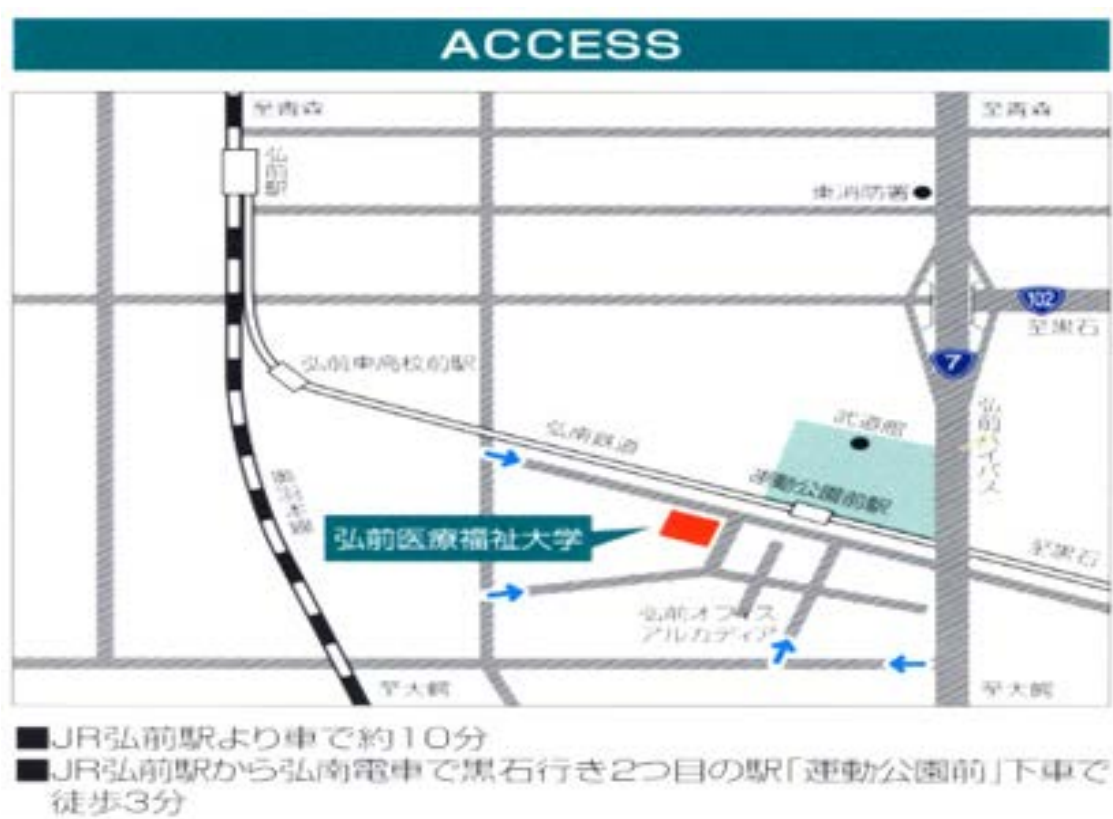 ACCESS
至青森
至青森
弘前駅
東消防署
102
至黒石
弘前東高校前駅
7
弘前バイパス
武道館
弘南鉄道
運動公園前駅
奥羽本線
弘前医療福祉大学
至黒石
弘前オフィス
アルカディア
至大鰐
至大鰐
■JR弘前駅より車で約10分
■JR弘前駅から弘南電車で黒石行き2つ目の駅「運動公園前」下車で
徒歩3分